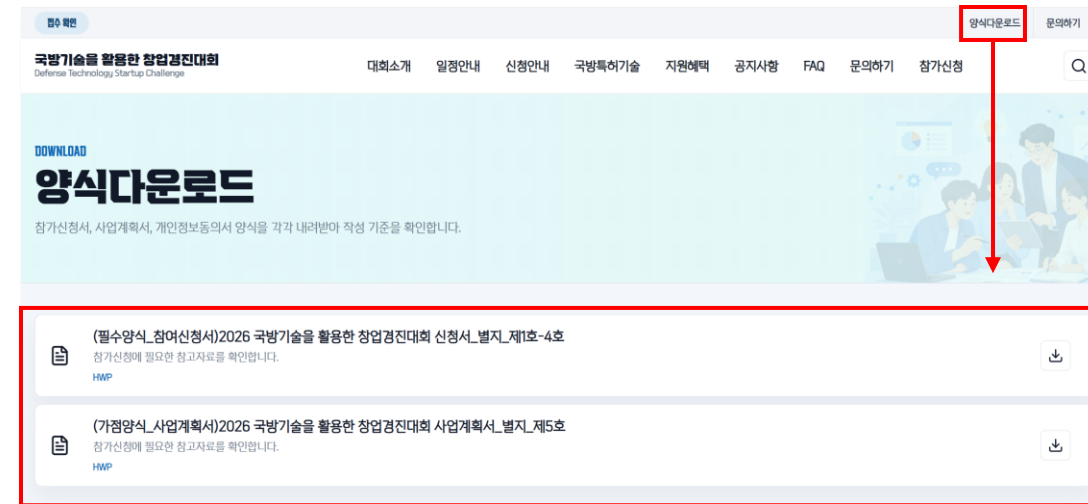 필수 확인
양식다운로드 문의하기
국방기술을 활용한 창업경진대회
Defense Technology Startup Challenge
대회소개 일정안내 신청안내 국방특허기술 지원혜택 공지사항 FAQ 문의하기 참가신청
DOWNLOAD
양식다운로드
참가신청서, 사업계획서, 개인정보동의서 양식을 각각 내려받아 작성 기준을 확인합니다.
(필수양식_참여신청서)2026 국방기술을 활용한 창업경진대회 신청서_별지_제1호-4호
참가신청에 필요한 참고자료를 확인합니다.
HWP
(가점양식_사업계획서)2026 국방기술을 활용한 창업경진대회 사업계획서_별지_제5호
참가신청에 필요한 참고자료를 확인합니다.
HWP